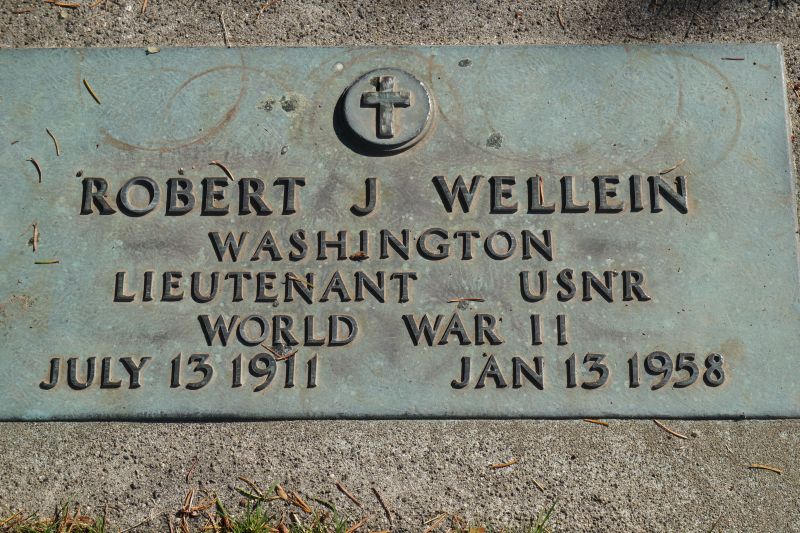 ROBERT J WELLEIN
WASHINGTON
LIEUTENANT USNR
WORLD WAR II
JULY 13 1911 JAN 13 1958